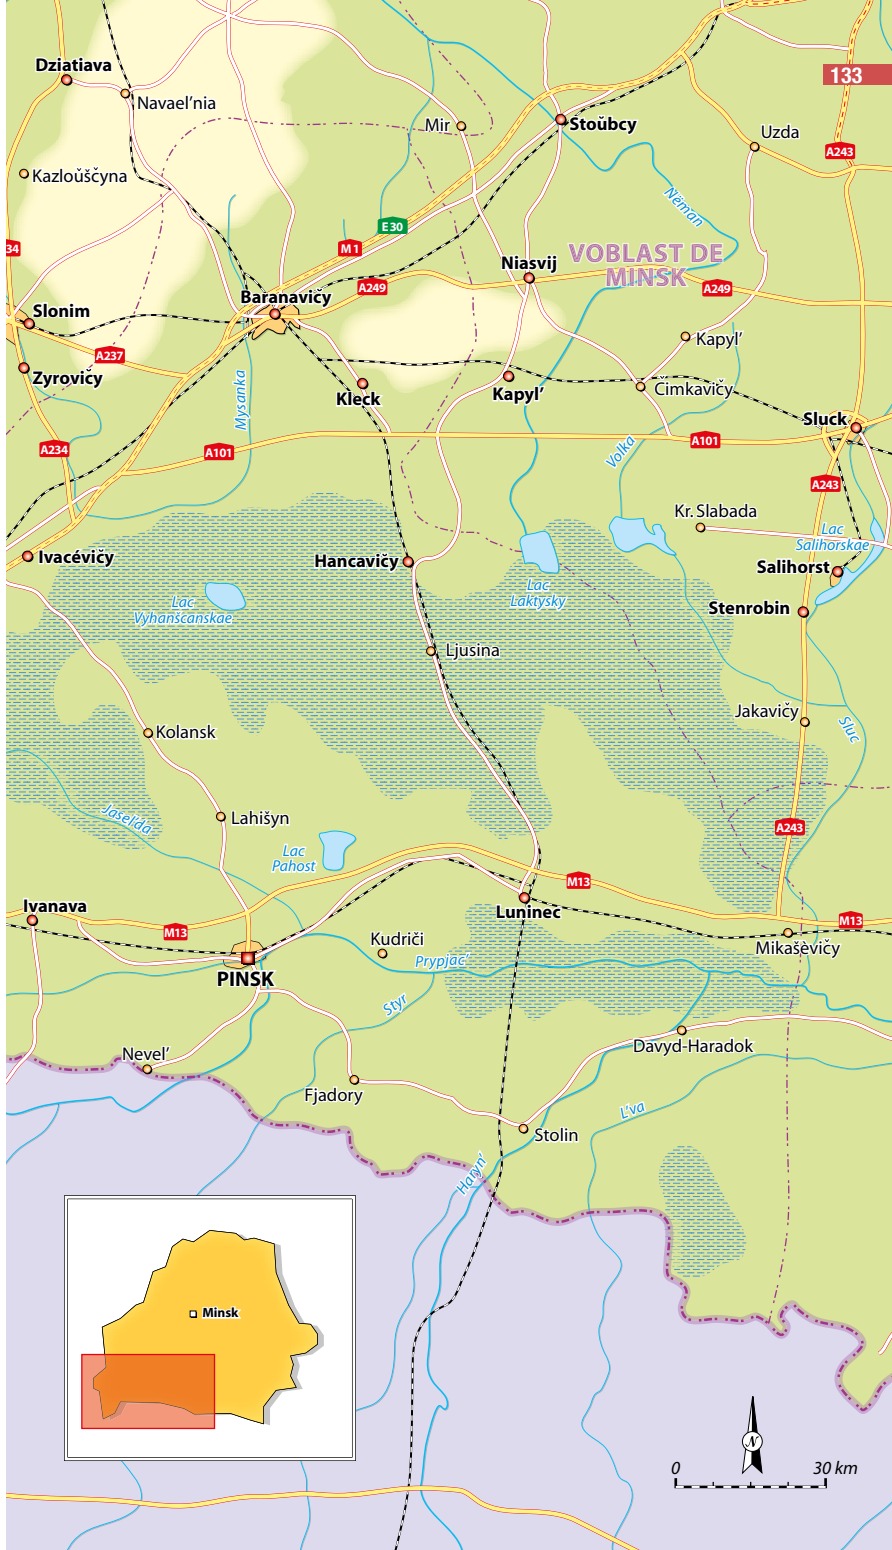 Dziatiava
133
Navael’nia
Mir
Stoŭbcy
Uzda
A243
Kazloŭščyna
Nëman
E30
34
M1
VOBLAST DE
MINSK
Niasvij
A249
A249
Baranavičy
Slonim
Kapyl’
A237
Zyrovičy
Mysanka
Kleck
Kapyl’
Čimkavičy
Sluck
A234
A101
A101
Volka
A243
Kr. Slabada
Lac
Salihorskae
Ivacévičy
Hancavičy
Salihorst
Lac
Laktyšky
Lac
Vyhanščanskae
Stenrobin
Ljusina
Jakavičy
Sluc
Kolansk
Jasel’da
Lahišyn
A243
Lac
Pahost
M13
Ivanava
Luninec
M13
M13
Kudriči
Mikaševičy
Prypjac’
PINSK
Styr
Davyd-Haradok
Nevel’
Fjadory
L’va
Stolin
Haryn’
Minsk
N
0
30 km